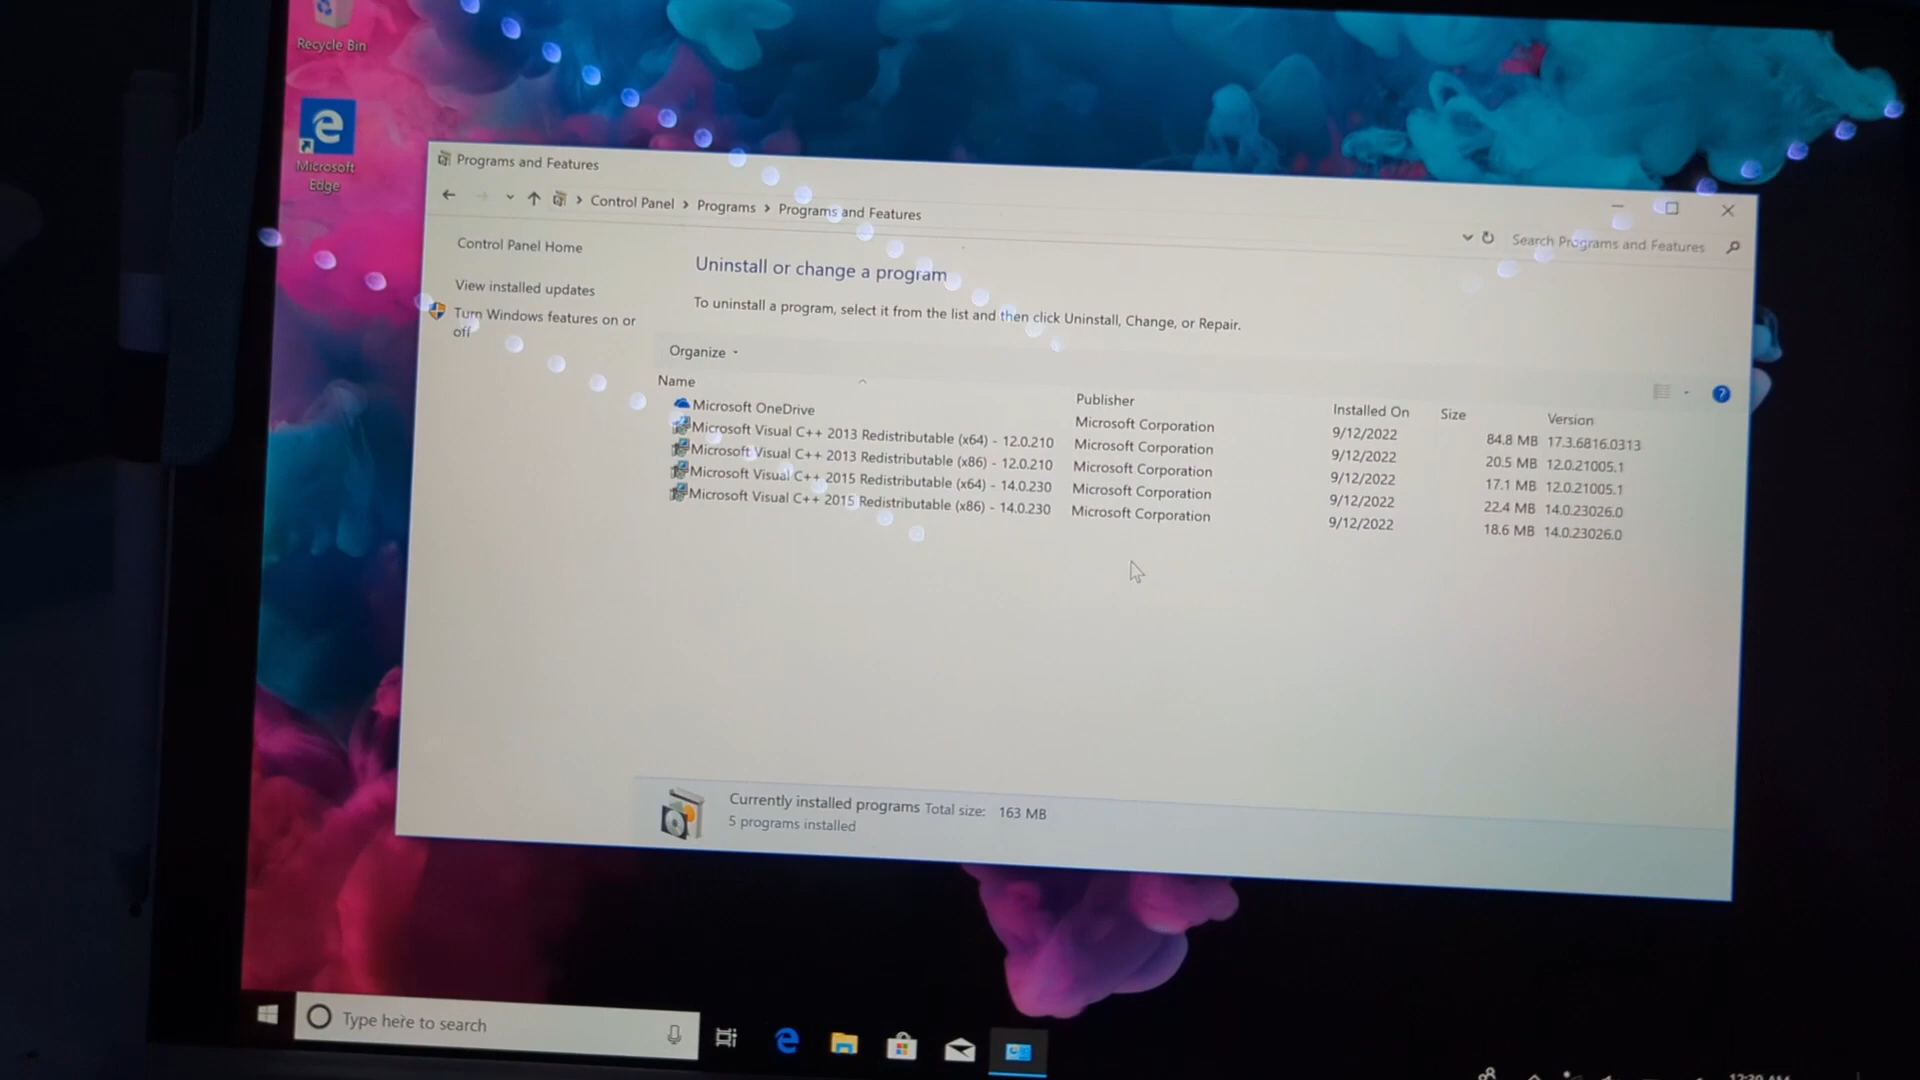 Recycle Bin
Microsoft
Edge
Programs and Features
Control Panel > Programs > Programs and Features
Search Programs and Features
Control Panel Home
View installed updates
Turn Windows features on or
off
Uninstall or change a program
To uninstall a program, select it from the list and then click Uninstall, Change, or Repair.
Organize
Name Publisher Installed On Size Version
Microsoft OneDrive Microsoft Corporation 9/12/2022 84.8 MB 17.3.6816.0313
Microsoft Visual C++ 2013 Redistributable (x64) - 12.0.210 Microsoft Corporation 9/12/2022 20.5 MB 12.0.21005.1
Microsoft Visual C++ 2013 Redistributable (x86) - 12.0.210 Microsoft Corporation 9/12/2022 17.1 MB 12.0.21005.1
Microsoft Visual C++ 2015 Redistributable (x64) - 14.0.230 Microsoft Corporation 9/12/2022 22.4 MB 14.0.23026.0
Microsoft Visual C++ 2015 Redistributable (x86) - 14.0.230 Microsoft Corporation 9/12/2022 18.6 MB 14.0.23026.0
Currently installed programs Total size: 163 MB
5 programs installed
Type here to search